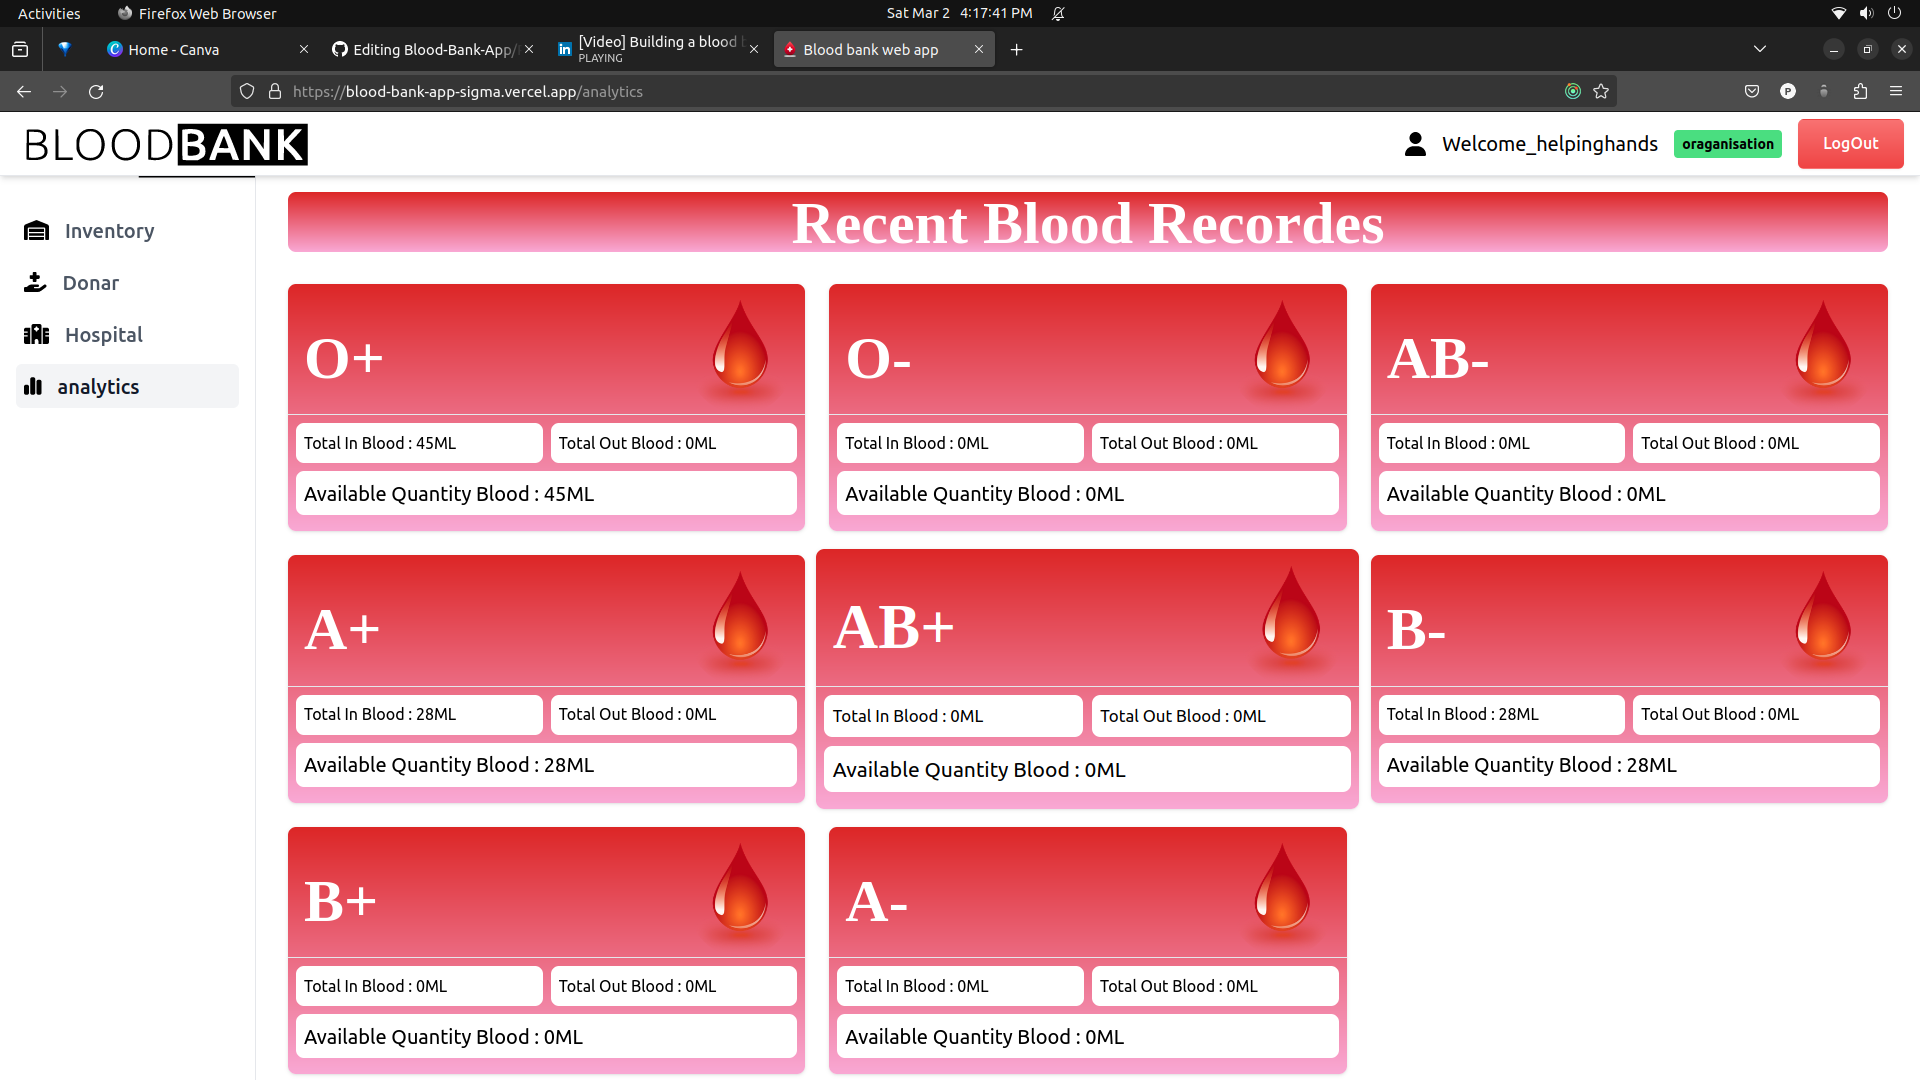 Activities Firefox Web Browser Sat Mar 2 4:17:41 PM
Home - Canva
Editing Blood-Bank-App/
[Video] Building a blood
PLAYING
Blood bank web app
https://blood-bank-app-sigma.vercel.app/analytics
P
BLOODBANK
Welcome_helpinghands oraganisation LogOut
Inventory
Donar
Hospital
analytics
Recent Blood Recordes
O+
Total In Blood : 45ML Total Out Blood : 0ML
Available Quantity Blood : 45ML
O-
Total In Blood : 0ML Total Out Blood : 0ML
Available Quantity Blood : 0ML
AB-
Total In Blood : 0ML Total Out Blood : 0ML
Available Quantity Blood : 0ML
A+
Total In Blood : 28ML Total Out Blood : 0ML
Available Quantity Blood : 28ML
AB+
Total In Blood : 0ML Total Out Blood : 0ML
Available Quantity Blood : 0ML
B-
Total In Blood : 28ML Total Out Blood : 0ML
Available Quantity Blood : 28ML
B+
Total In Blood : 0ML Total Out Blood : 0ML
Available Quantity Blood : 0ML
A-
Total In Blood : 0ML Total Out Blood : 0ML
Available Quantity Blood : 0ML